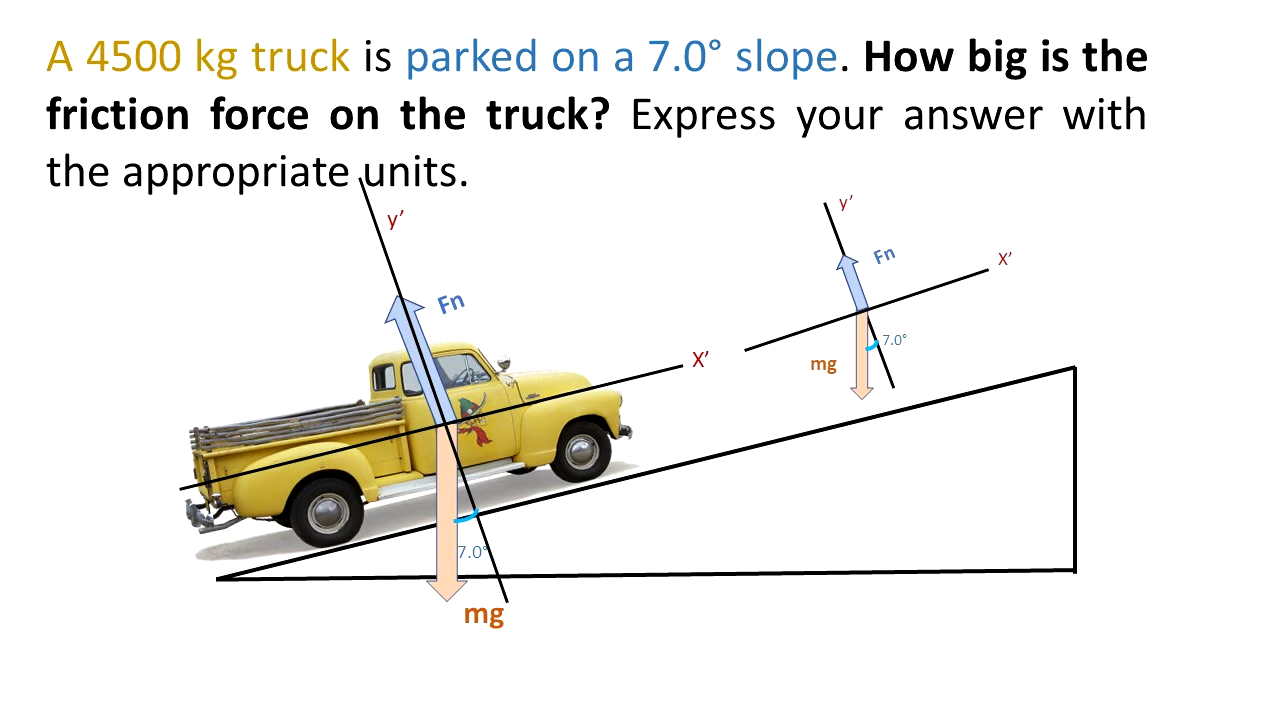 A 4500 kg truck is parked on a 7.0° slope. How big is the
friction force on the truck? Express your answer with
the appropriate units.
y’
Fn
X’
7.0°
mg
y’
Fn
X’
7.0°
mg